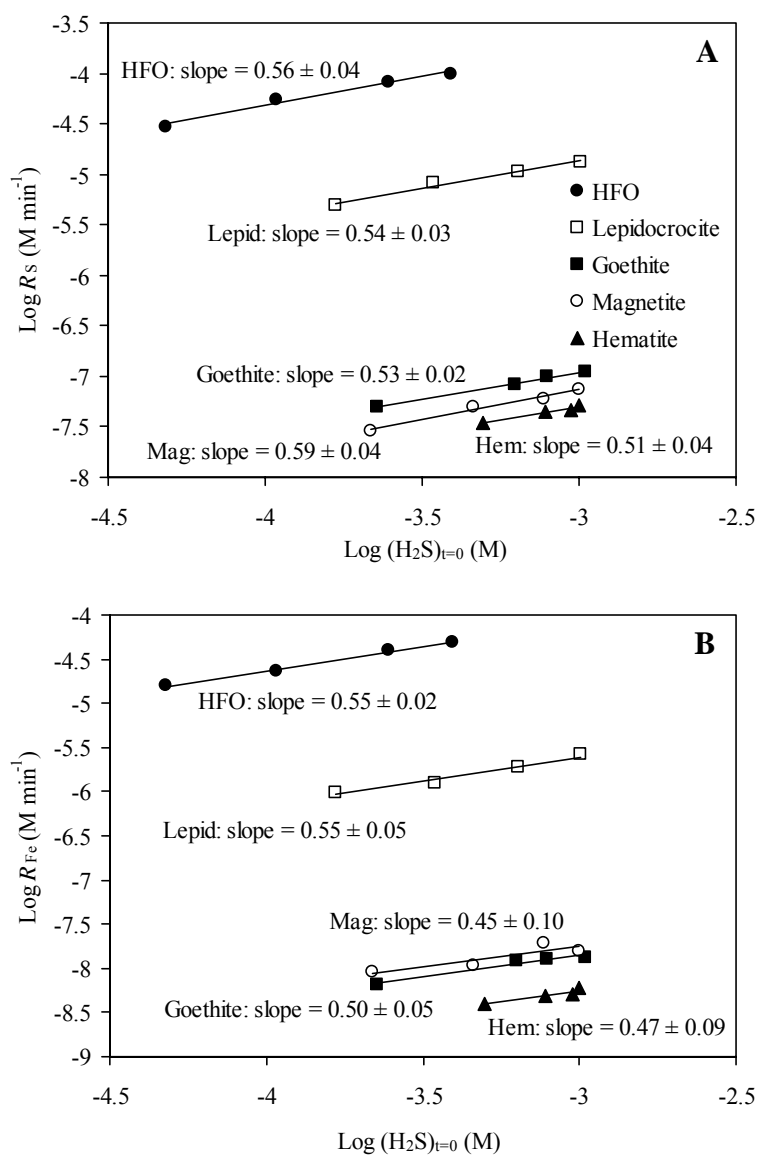 -3.5
A
HFO: slope = 0.56 ± 0.04
-4
-4.5
-5
HFO
Lepidocrocite
Lepid: slope = 0.54 ± 0.03
-5.5
Goethite
-6
Magnetite
Hematite
-6.5
Goethite: slope = 0.53 ± 0.02
-7
-7.5
Mag: slope = 0.59 ± 0.04
Hem: slope = 0.51 ± 0.04
-8
Log R S (M min-1)
-4.5 -4 -3.5 -3 -2.5
Log (H2S)t=0 (M)
-4
B
-4.5
-5
HFO: slope = 0.55 ± 0.02
-5.5
-6
Lepid: slope = 0.55 ± 0.05
-6.5
-7
Mag: slope = 0.45 ± 0.10
-7.5
-8
Goethite: slope = 0.50 ± 0.05
-8.5
Hem: slope = 0.47 ± 0.09
-9
Log R Fe (M min-1)
-4.5 -4 -3.5 -3 -2.5
Log (H2S)t=0 (M)